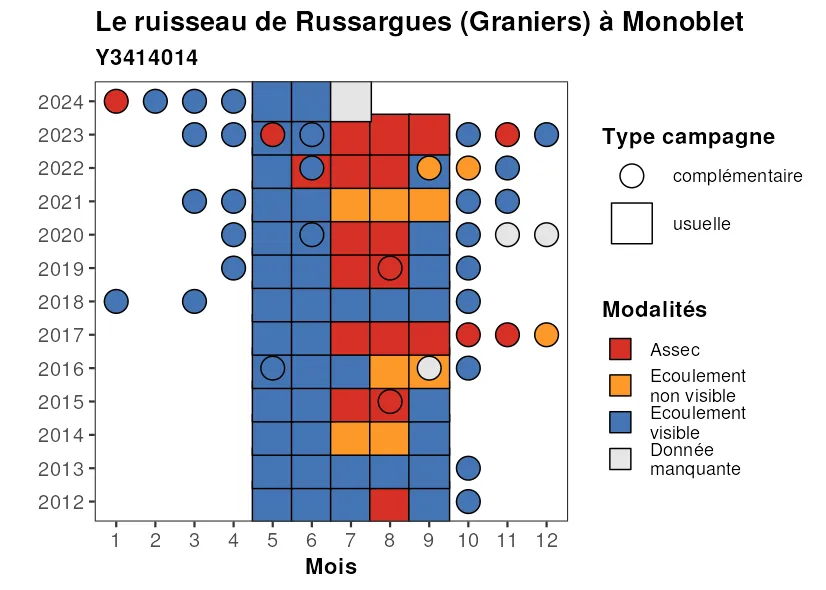 Le ruisseau de Russargues (Graniers) à Monoblet
Y3414014
2024
2023
2022
2021
2020
2019
2018
2017
2016
2015
2014
2013
2012
1 2 3 4 5 6 7 8 9 10 11 12
Mois
Type campagne
complémentaire
usuelle
Modalités
Assec
Ecoulement
non visible
Ecoulement
visible
Donnée
manquante